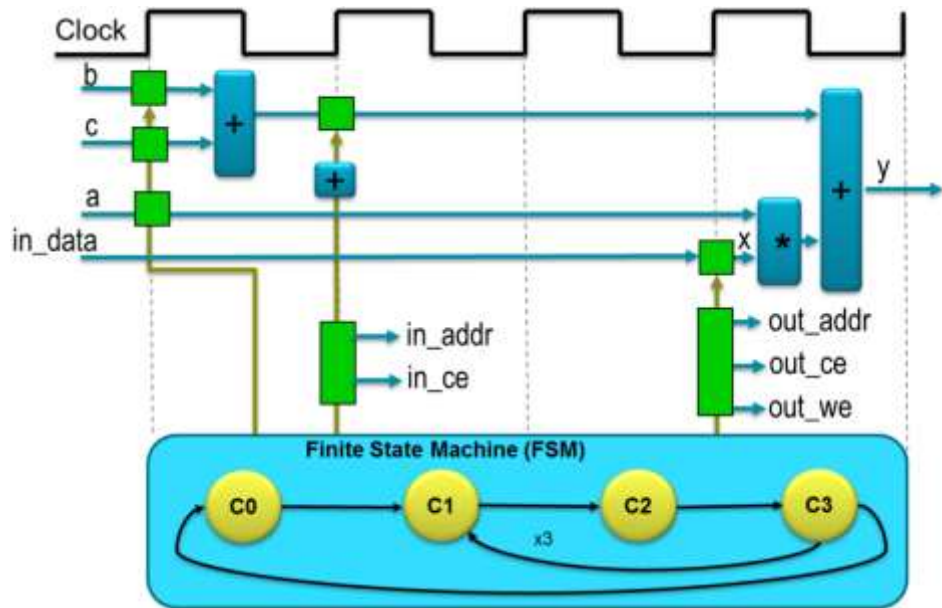 Clock
b
c
+
+
a
+
y
in_data
x
*
in_addr
out_addr
in_ce
out_ce
out_we
Finite State Machine (FSM)
C0
C1
C2
C3
x3